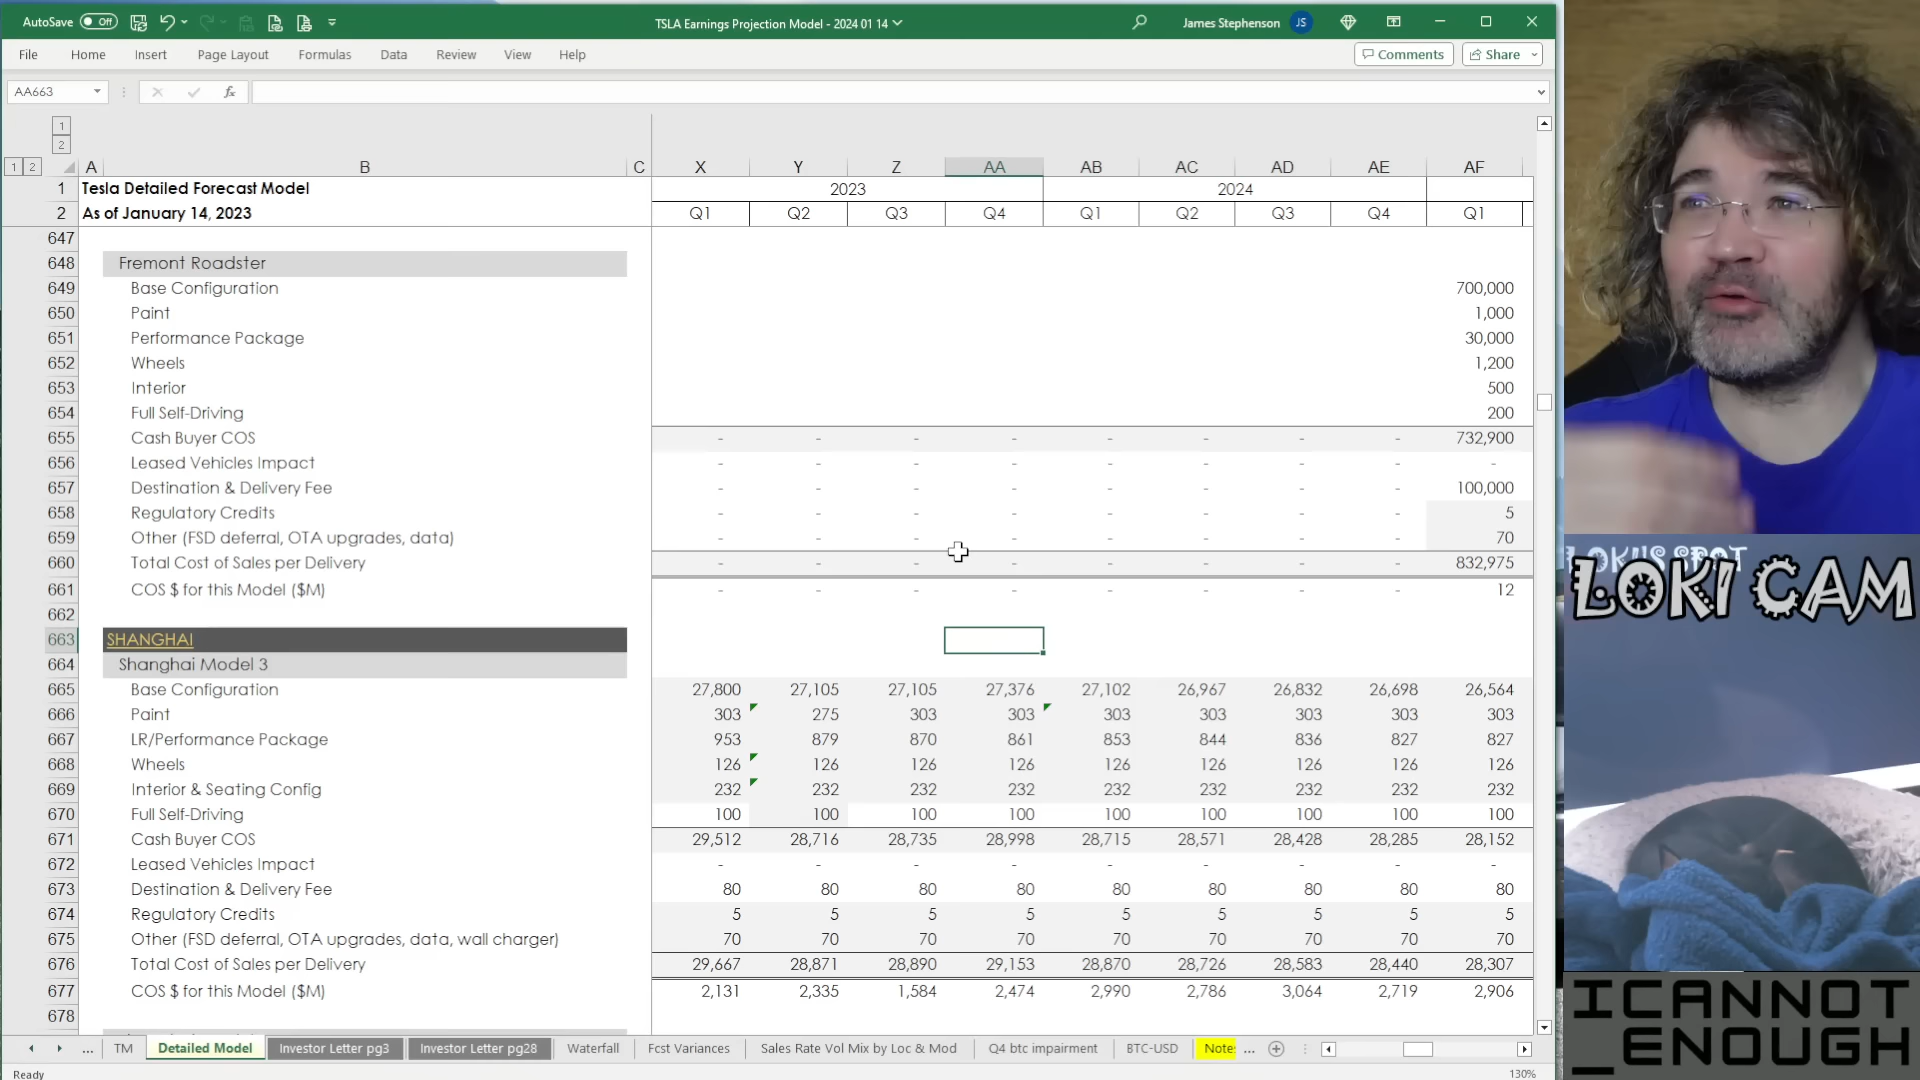 AutoSave Off TSLA Earnings Projection Model - 2024 01 14 James Stephenson JS
File Home Insert Page Layout Formulas Data Review View Help Comments Share
AA663 fx
1
2
1 2 A B C X Y Z AA AB AC AD AE AF
1 Tesla Detailed Forecast Model 2023 2024
2 As of January 14, 2023 Q1 Q2 Q3 Q4 Q1 Q2 Q3 Q4 Q1
647
648 Fremont Roadster
649 Base Configuration 700,000
650 Paint 1,000
651 Performance Package 30,000
652 Wheels 1,200
653 Interior 500
654 Full Self-Driving 200
655 Cash Buyer COS - - - - - - - - 732,900
656 Leased Vehicles Impact - - - - - - - - -
657 Destination & Delivery Fee - - - - - - - - 100,000
658 Regulatory Credits - - - - - - - - 5
659 Other (FSD deferral, OTA upgrades, data) - - - - - - - - 70
660 Total Cost of Sales per Delivery - - - - - - - - 832,975
661 COS $ for this Model ($M) - - - - - - - - 12
662
663 SHANGHAI
664 Shanghai Model 3
665 Base Configuration 27,800 27,105 27,105 27,376 27,102 26,967 26,832 26,698 26,564
666 Paint 303 275 303 303 303 303 303 303 303
667 LR/Performance Package 953 879 870 861 853 844 836 827 827
668 Wheels 126 126 126 126 126 126 126 126 126
669 Interior & Seating Config 232 232 232 232 232 232 232 232 232
670 Full Self-Driving 100 100 100 100 100 100 100 100 100
671 Cash Buyer COS 29,512 28,716 28,735 28,998 28,715 28,571 28,428 28,285 28,152
672 Leased Vehicles Impact - - - - - - - - -
673 Destination & Delivery Fee 80 80 80 80 80 80 80 80 80
674 Regulatory Credits 5 5 5 5 5 5 5 5 5
675 Other (FSD deferral, OTA upgrades, data, wall charger) 70 70 70 70 70 70 70 70 70
676 Total Cost of Sales per Delivery 29,667 28,871 28,890 29,153 28,870 28,726 28,583 28,440 28,307
677 COS $ for this Model ($M) 2,131 2,335 1,584 2,474 2,990 2,786 3,064 2,719 2,906
678
... TM Detailed Model Investor Letter pg3 Investor Letter pg28 Waterfall Fcst Variances Sales Rate Vol Mix by Loc & Mod Q4 btc impairment BTC-USD Note: ...
Ready 130%
LOKI'S SPOT
LOKI CAM
ICANNOT
_ENOUGH